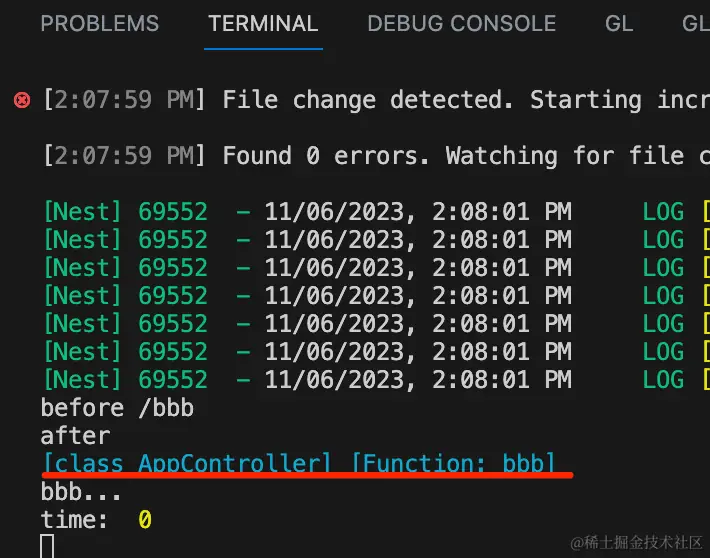 PROBLEMS TERMINAL DEBUG CONSOLE GL GL
[2:07:59 PM] File change detected. Starting incr
[2:07:59 PM] Found 0 errors. Watching for file c
[Nest] 69552 - 11/06/2023, 2:08:01 PM LOG [
[Nest] 69552 - 11/06/2023, 2:08:01 PM LOG [
[Nest] 69552 - 11/06/2023, 2:08:01 PM LOG [
[Nest] 69552 - 11/06/2023, 2:08:01 PM LOG [
[Nest] 69552 - 11/06/2023, 2:08:01 PM LOG [
[Nest] 69552 - 11/06/2023, 2:08:01 PM LOG [
[Nest] 69552 - 11/06/2023, 2:08:01 PM LOG [
before /bbb
after
[class AppController] [Function: bbb]
bbb...
time: 0
@稀土掘金技术社区